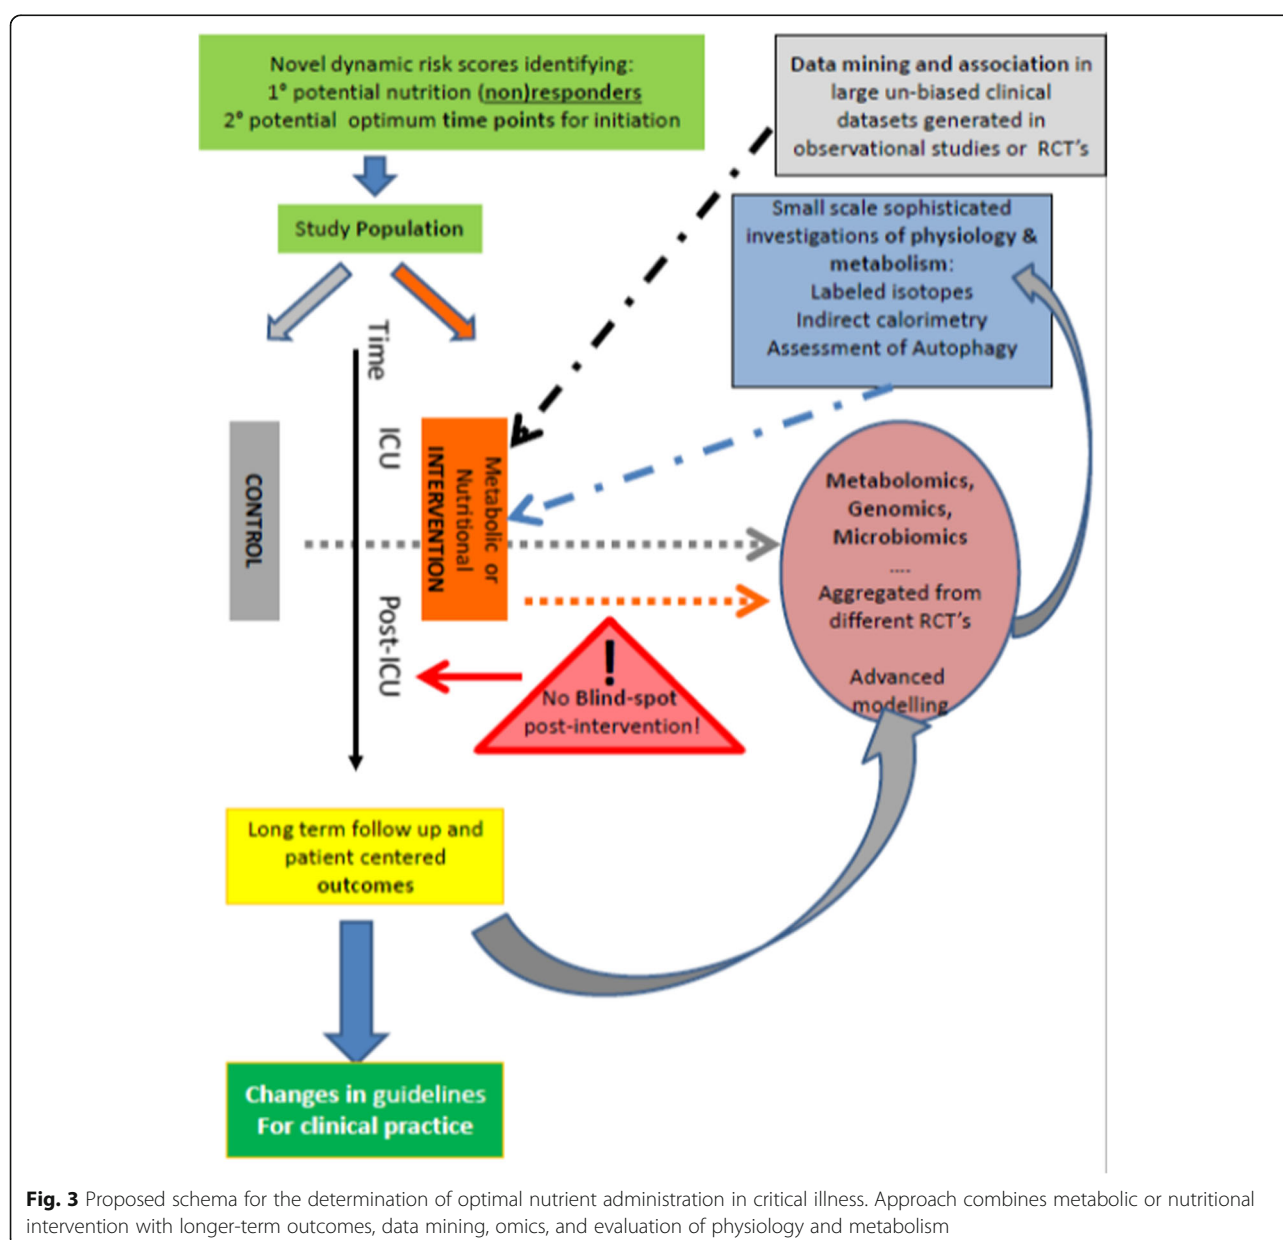 Novel dynamic risk scores identifying:
1° potential nutrition (non)responders
2° potential optimum time points for initiation
Data mining and association in
large un-biased clinical
datasets generated in
observational studies or RCT's
Study Population
Small scale sophisticated
investigations of physiology &
metabolism:
Labeled isotopes
Indirect calorimetry
Assessment of Autophagy
Time
ICU
Post-ICU
CONTROL
Metabolic or
Nutritional
INTERVENTION
Metabolomics,
Genomics,
Microbiomics
....
Aggregated from
different RCT's
Advanced
modelling
!
No Blind-spot
post-intervention!
Long term follow up and
patient centered
outcomes
Changes in guidelines
For clinical practice
Fig. 3 Proposed schema for the determination of optimal nutrient administration in critical illness. Approach combines metabolic or nutritional
intervention with longer-term outcomes, data mining, omics, and evaluation of physiology and metabolism